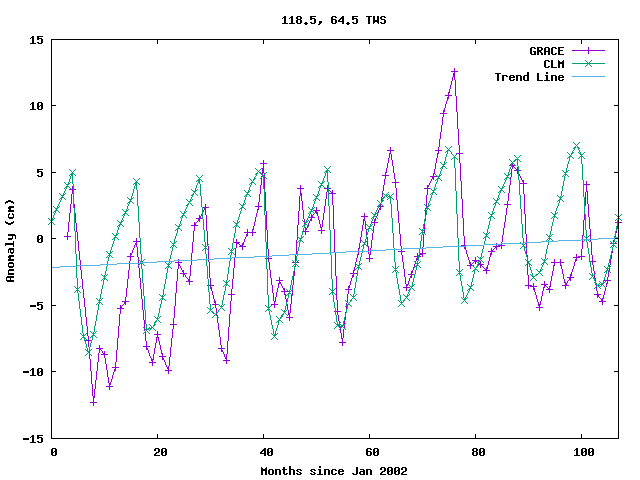 118.5, 64.5 TWS
GRACE
CLM
Trend Line
15
10
5
0
-5
-10
-15
Anomaly (cm)
0 20 40 60 80 100
Months since Jan 2002